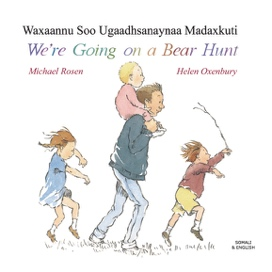 Waxaannu Soo Ugaadhsanaynaa Madaxkuti
We're Going on a Bear Hunt
Michael Rosen Helen Oxenbury
SOMALI
& ENGLISH